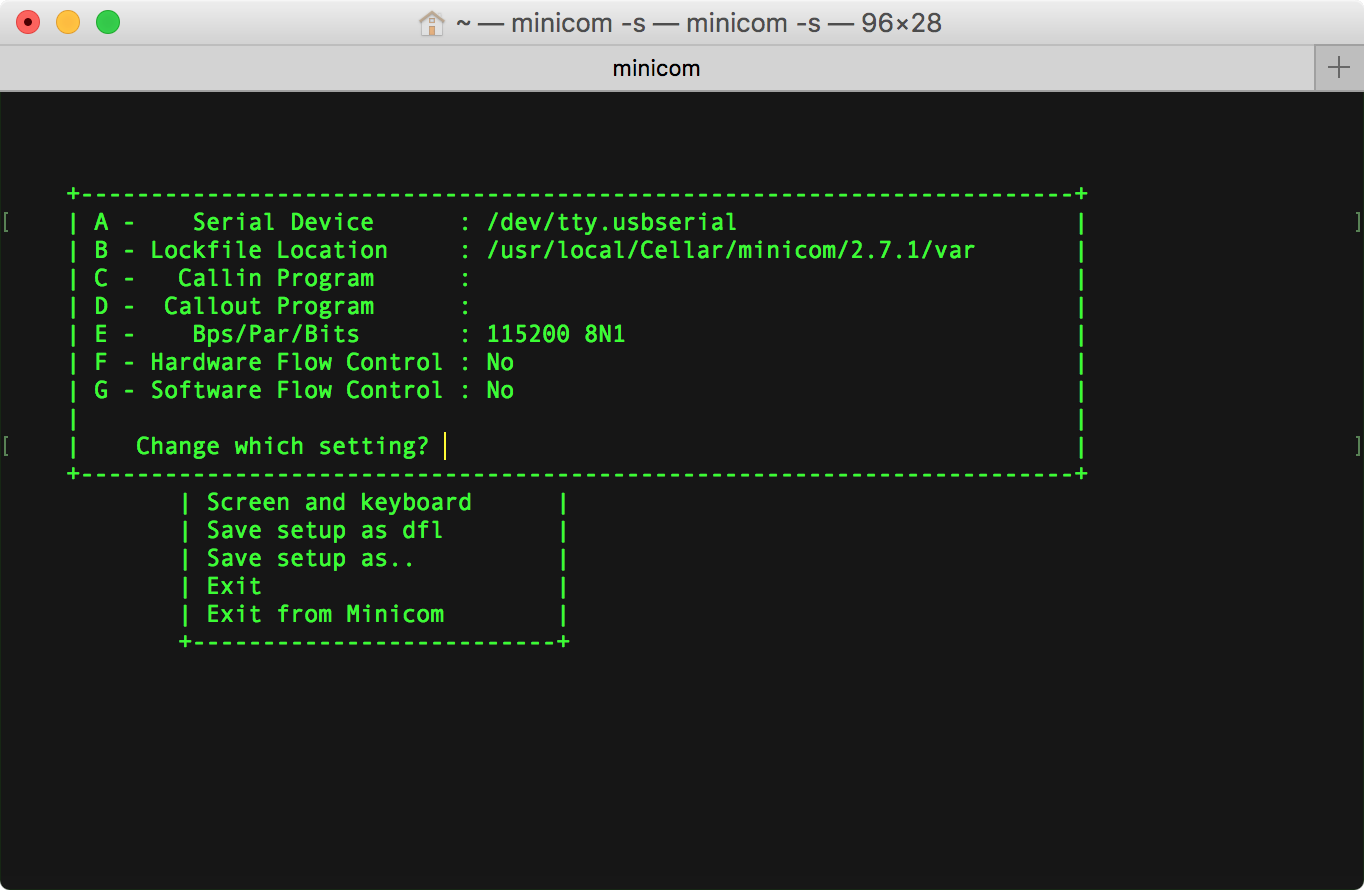 ~ — minicom -s — minicom -s — 96×28
minicom
+-----------------------------------------------------------------------+
[ | A -    Serial Device      : /dev/tty.usbserial                        | ]
| B - Lockfile Location     : /usr/local/Cellar/minicom/2.7.1/var       |
| C -   Callin Program      :                                           |
| D -  Callout Program      :                                           |
| E -    Bps/Par/Bits       : 115200 8N1                                |
| F - Hardware Flow Control : No                                        |
| G - Software Flow Control : No                                        |
|                                                                       |
[ |    Change which setting?                                              | ]
+-----------------------------------------------------------------------+
| Screen and keyboard      |
| Save setup as dfl        |
| Save setup as..          |
| Exit                     |
| Exit from Minicom        |
+--------------------------+